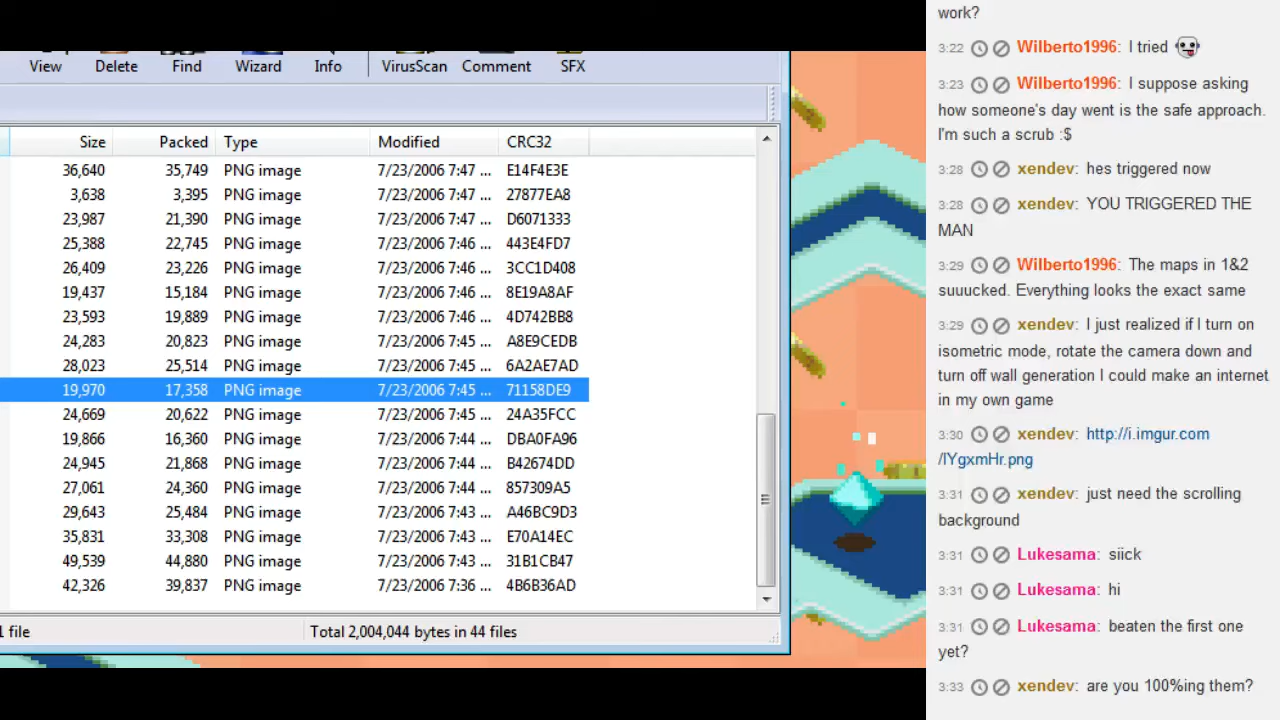 View Delete Find Wizard Info VirusScan Comment SFX
Size Packed Type Modified CRC32
36,640 35,749 PNG image 7/23/2006 7:47 ... E14F4E3E
3,638 3,395 PNG image 7/23/2006 7:47 ... 27877EA8
23,987 21,390 PNG image 7/23/2006 7:47 ... D6071333
25,388 22,745 PNG image 7/23/2006 7:46 ... 443E4FD7
26,409 23,226 PNG image 7/23/2006 7:46 ... 3CC1D408
19,437 15,184 PNG image 7/23/2006 7:46 ... 8E19A8AF
23,593 19,889 PNG image 7/23/2006 7:46 ... 4D742BB8
24,283 20,823 PNG image 7/23/2006 7:45 ... A8E9CEDB
28,023 25,514 PNG image 7/23/2006 7:45 ... 6A2AE7AD
19,970 17,358 PNG image 7/23/2006 7:45 ... 71158DE9
24,669 20,622 PNG image 7/23/2006 7:45 ... 24A35FCC
19,866 16,360 PNG image 7/23/2006 7:44 ... DBA0FA96
24,945 21,868 PNG image 7/23/2006 7:44 ... B42674DD
27,061 24,360 PNG image 7/23/2006 7:44 ... 857309A5
29,643 25,484 PNG image 7/23/2006 7:43 ... A46BC9D3
35,831 33,308 PNG image 7/23/2006 7:43 ... E70A14EC
49,539 44,880 PNG image 7/23/2006 7:43 ... 31B1CB47
42,326 39,837 PNG image 7/23/2006 7:36 ... 4B6B36AD
1 file Total 2,004,044 bytes in 44 files
work?
3:22 Wilberto1996: I tried
3:23 Wilberto1996: I suppose asking
how someone's day went is the safe approach.
I'm such a scrub :$
3:28 xendev: hes triggered now
3:28 xendev: YOU TRIGGERED THE
MAN
3:29 Wilberto1996: The maps in 1&2
suuucked. Everything looks the exact same
3:29 xendev: I just realized if I turn on
isometric mode, rotate the camera down and
turn off wall generation I could make an internet
in my own game
3:30 xendev: http://i.imgur.com
/IYgxmHr.png
3:31 xendev: just need the scrolling
background
3:31 Lukesama: siick
3:31 Lukesama: hi
3:31 Lukesama: beaten the first one
yet?
3:33 xendev: are you 100%ing them?